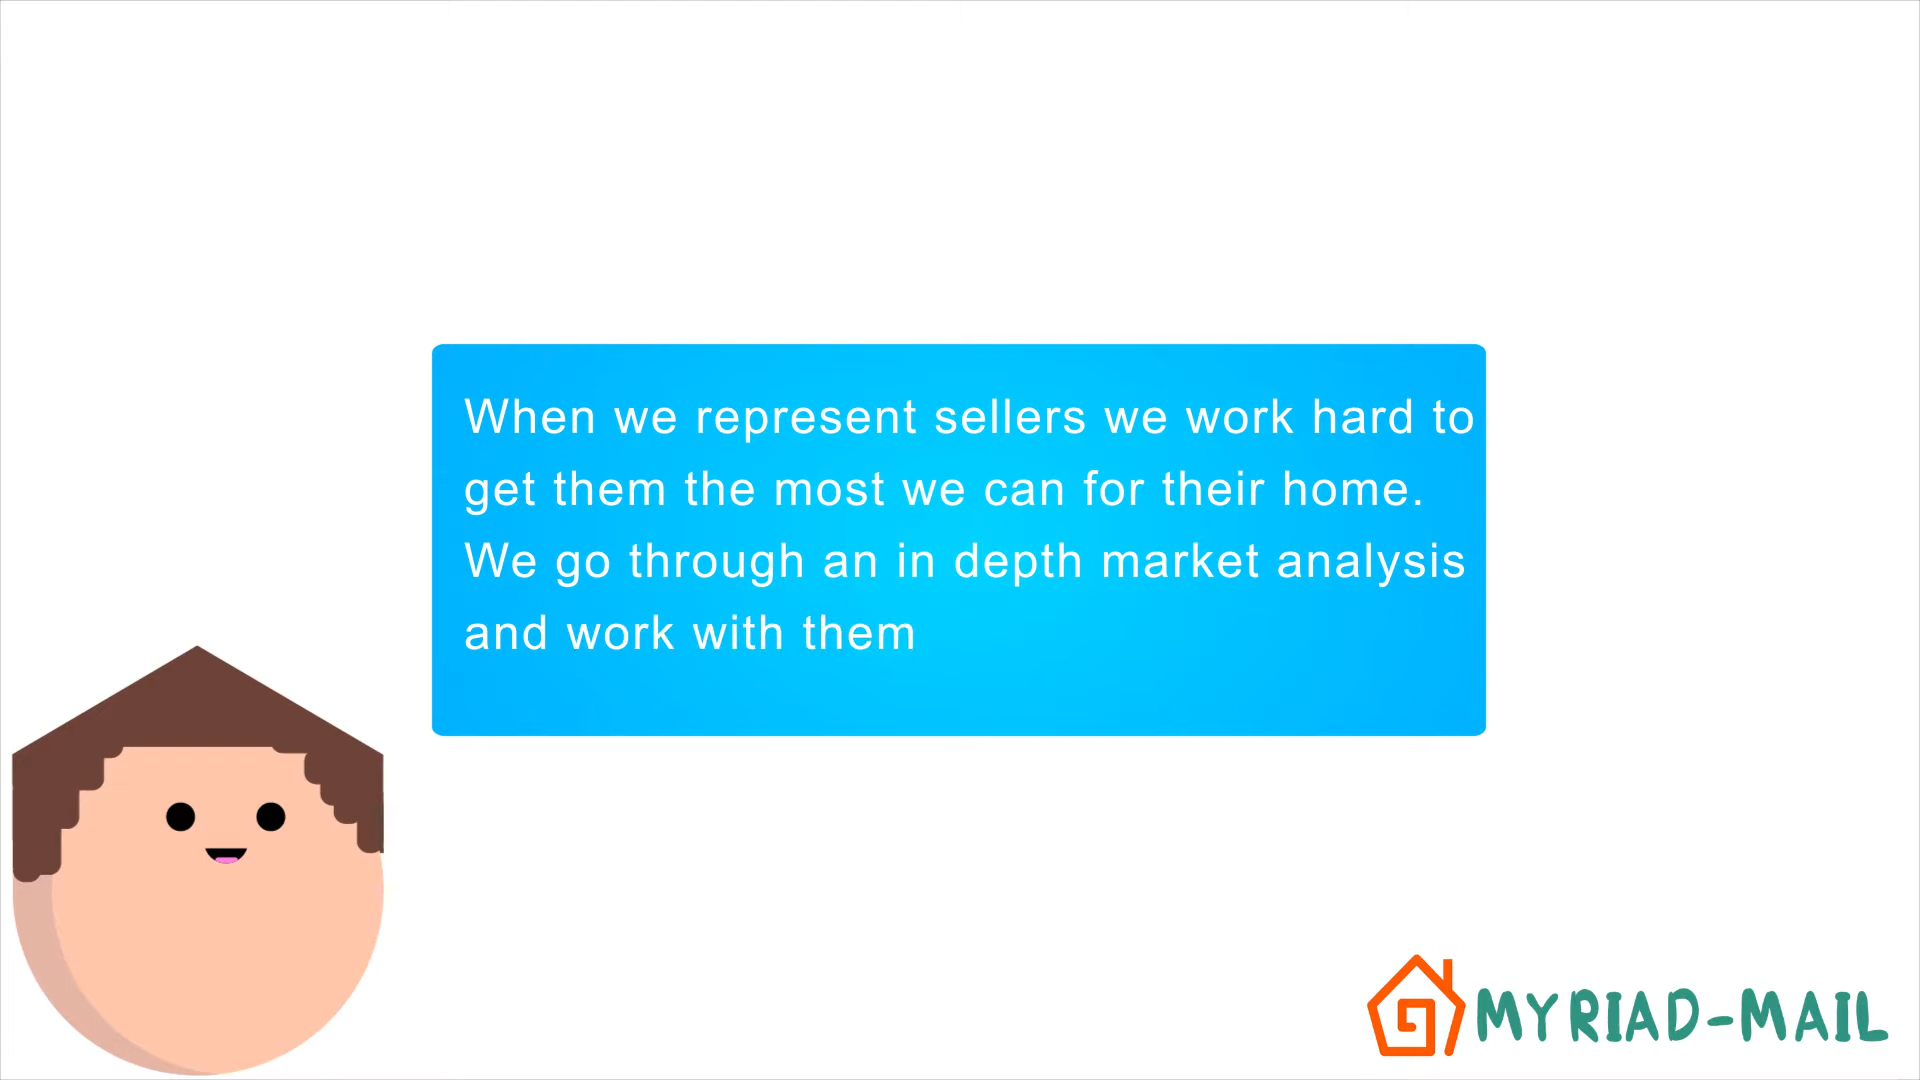 When we represent sellers we work hard to
get them the most we can for their home.
We go through an in depth market analysis
and work with them
MYRIAD-MAIL